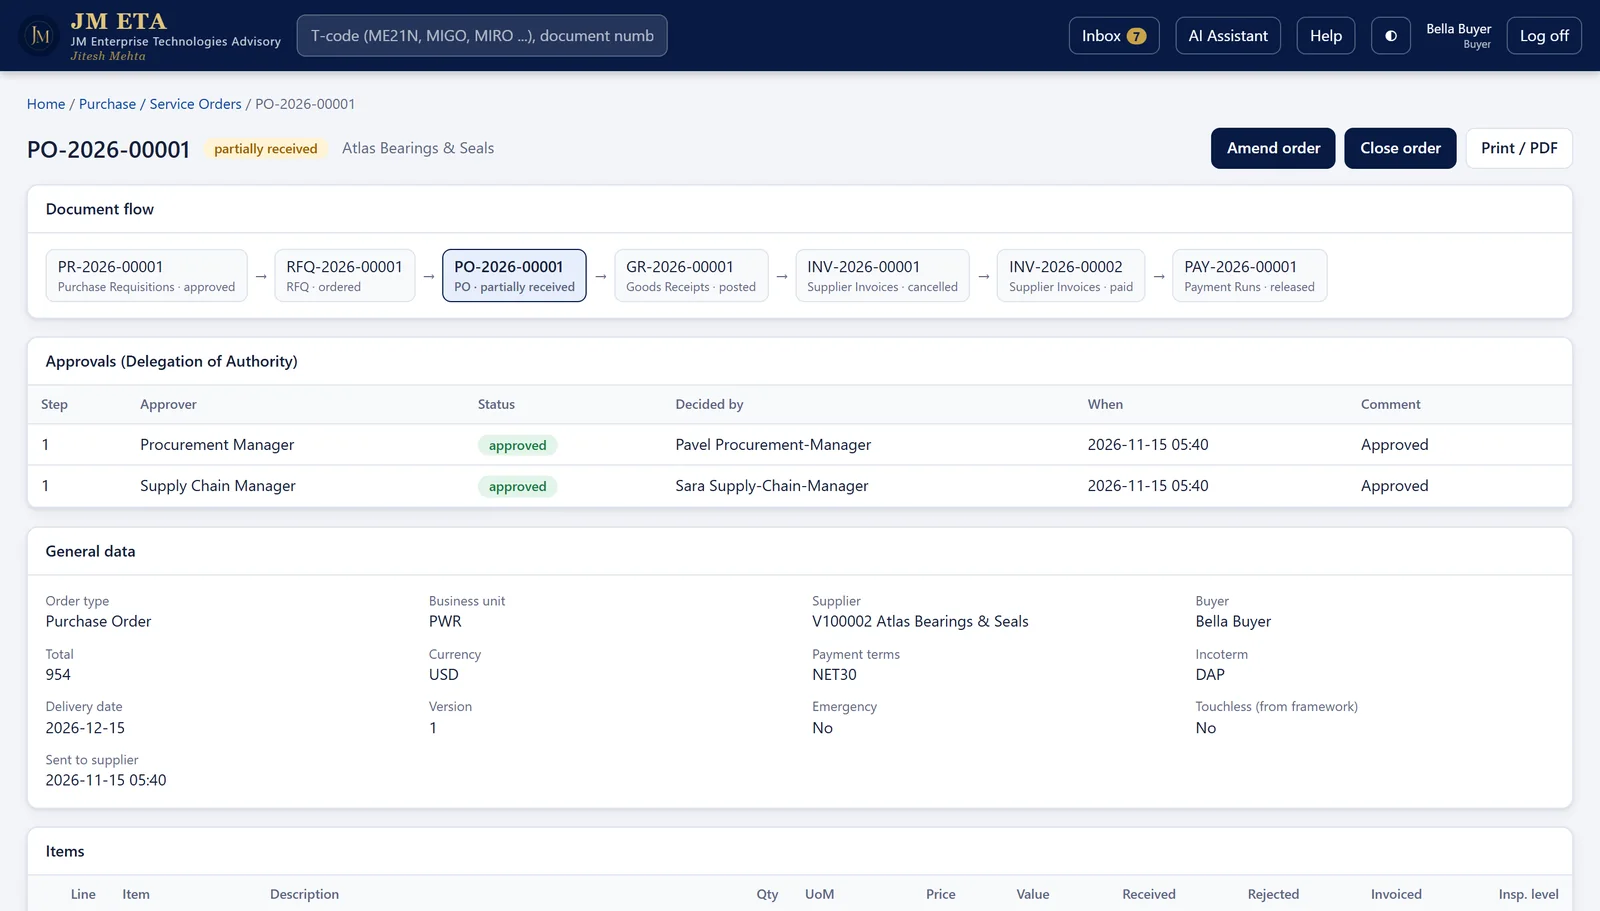 JM
JM ETA
JM Enterprise Technologies Advisory
Jitesh Mehta
T-code (ME21N, MIGO, MIRO ...), document numb
Inbox 7
AI Assistant
Help
Bella Buyer
Buyer
Log off
Home / Purchase / Service Orders / PO-2026-00001
PO-2026-00001 partially received Atlas Bearings & Seals
Amend order
Close order
Print / PDF
Document flow
PR-2026-00001
Purchase Requisitions · approved
→
RFQ-2026-00001
RFQ · ordered
→
PO-2026-00001
PO · partially received
→
GR-2026-00001
Goods Receipts · posted
→
INV-2026-00001
Supplier Invoices · cancelled
→
INV-2026-00002
Supplier Invoices · paid
→
PAY-2026-00001
Payment Runs · released
Approvals (Delegation of Authority)
Step Approver Status Decided by When Comment
1 Procurement Manager approved Pavel Procurement-Manager 2026-11-15 05:40 Approved
1 Supply Chain Manager approved Sara Supply-Chain-Manager 2026-11-15 05:40 Approved
General data
Order type Business unit Supplier Buyer
Purchase Order PWR V100002 Atlas Bearings & Seals Bella Buyer
Total Currency Payment terms Incoterm
954 USD NET30 DAP
Delivery date Version Emergency Touchless (from framework)
2026-12-15 1 No No
Sent to supplier
2026-11-15 05:40
Items
Line Item Description Qty UoM Price Value Received Rejected Invoiced Insp. level